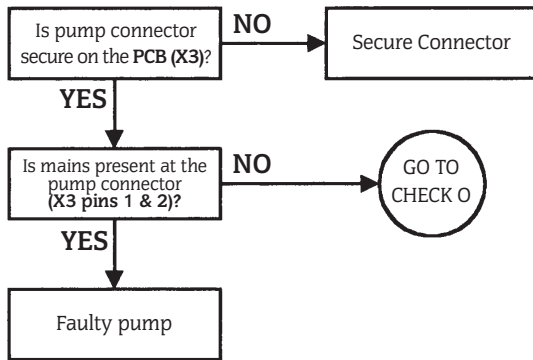 Is pump connector
secure on the PCB (X3)?
NO
Secure Connector
YES
Is mains present at the
pump connector
(X3 pins 1 & 2)?
NO
GO TO
CHECK O
YES
Faulty pump